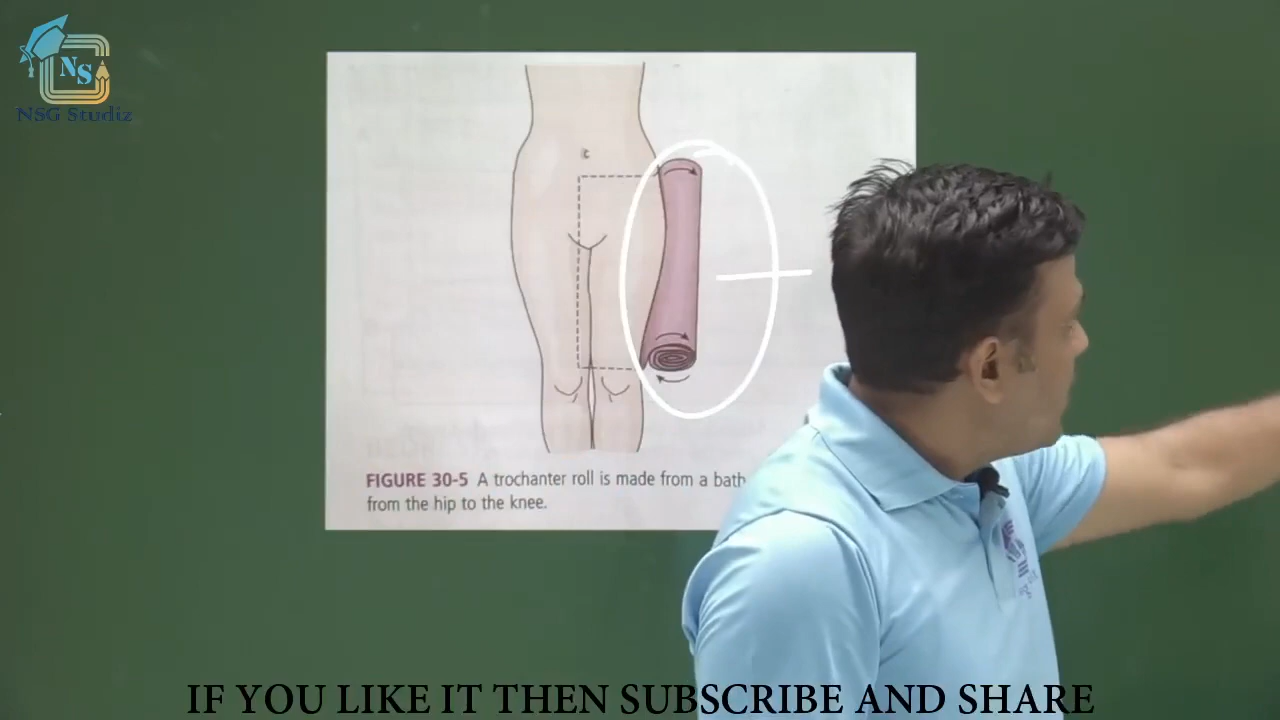 NS
NSG Studiz
FIGURE 30-5 A trochanter roll is made from a bath
from the hip to the knee.
IF YOU LIKE IT THEN SUBSCRIBE AND SHARE